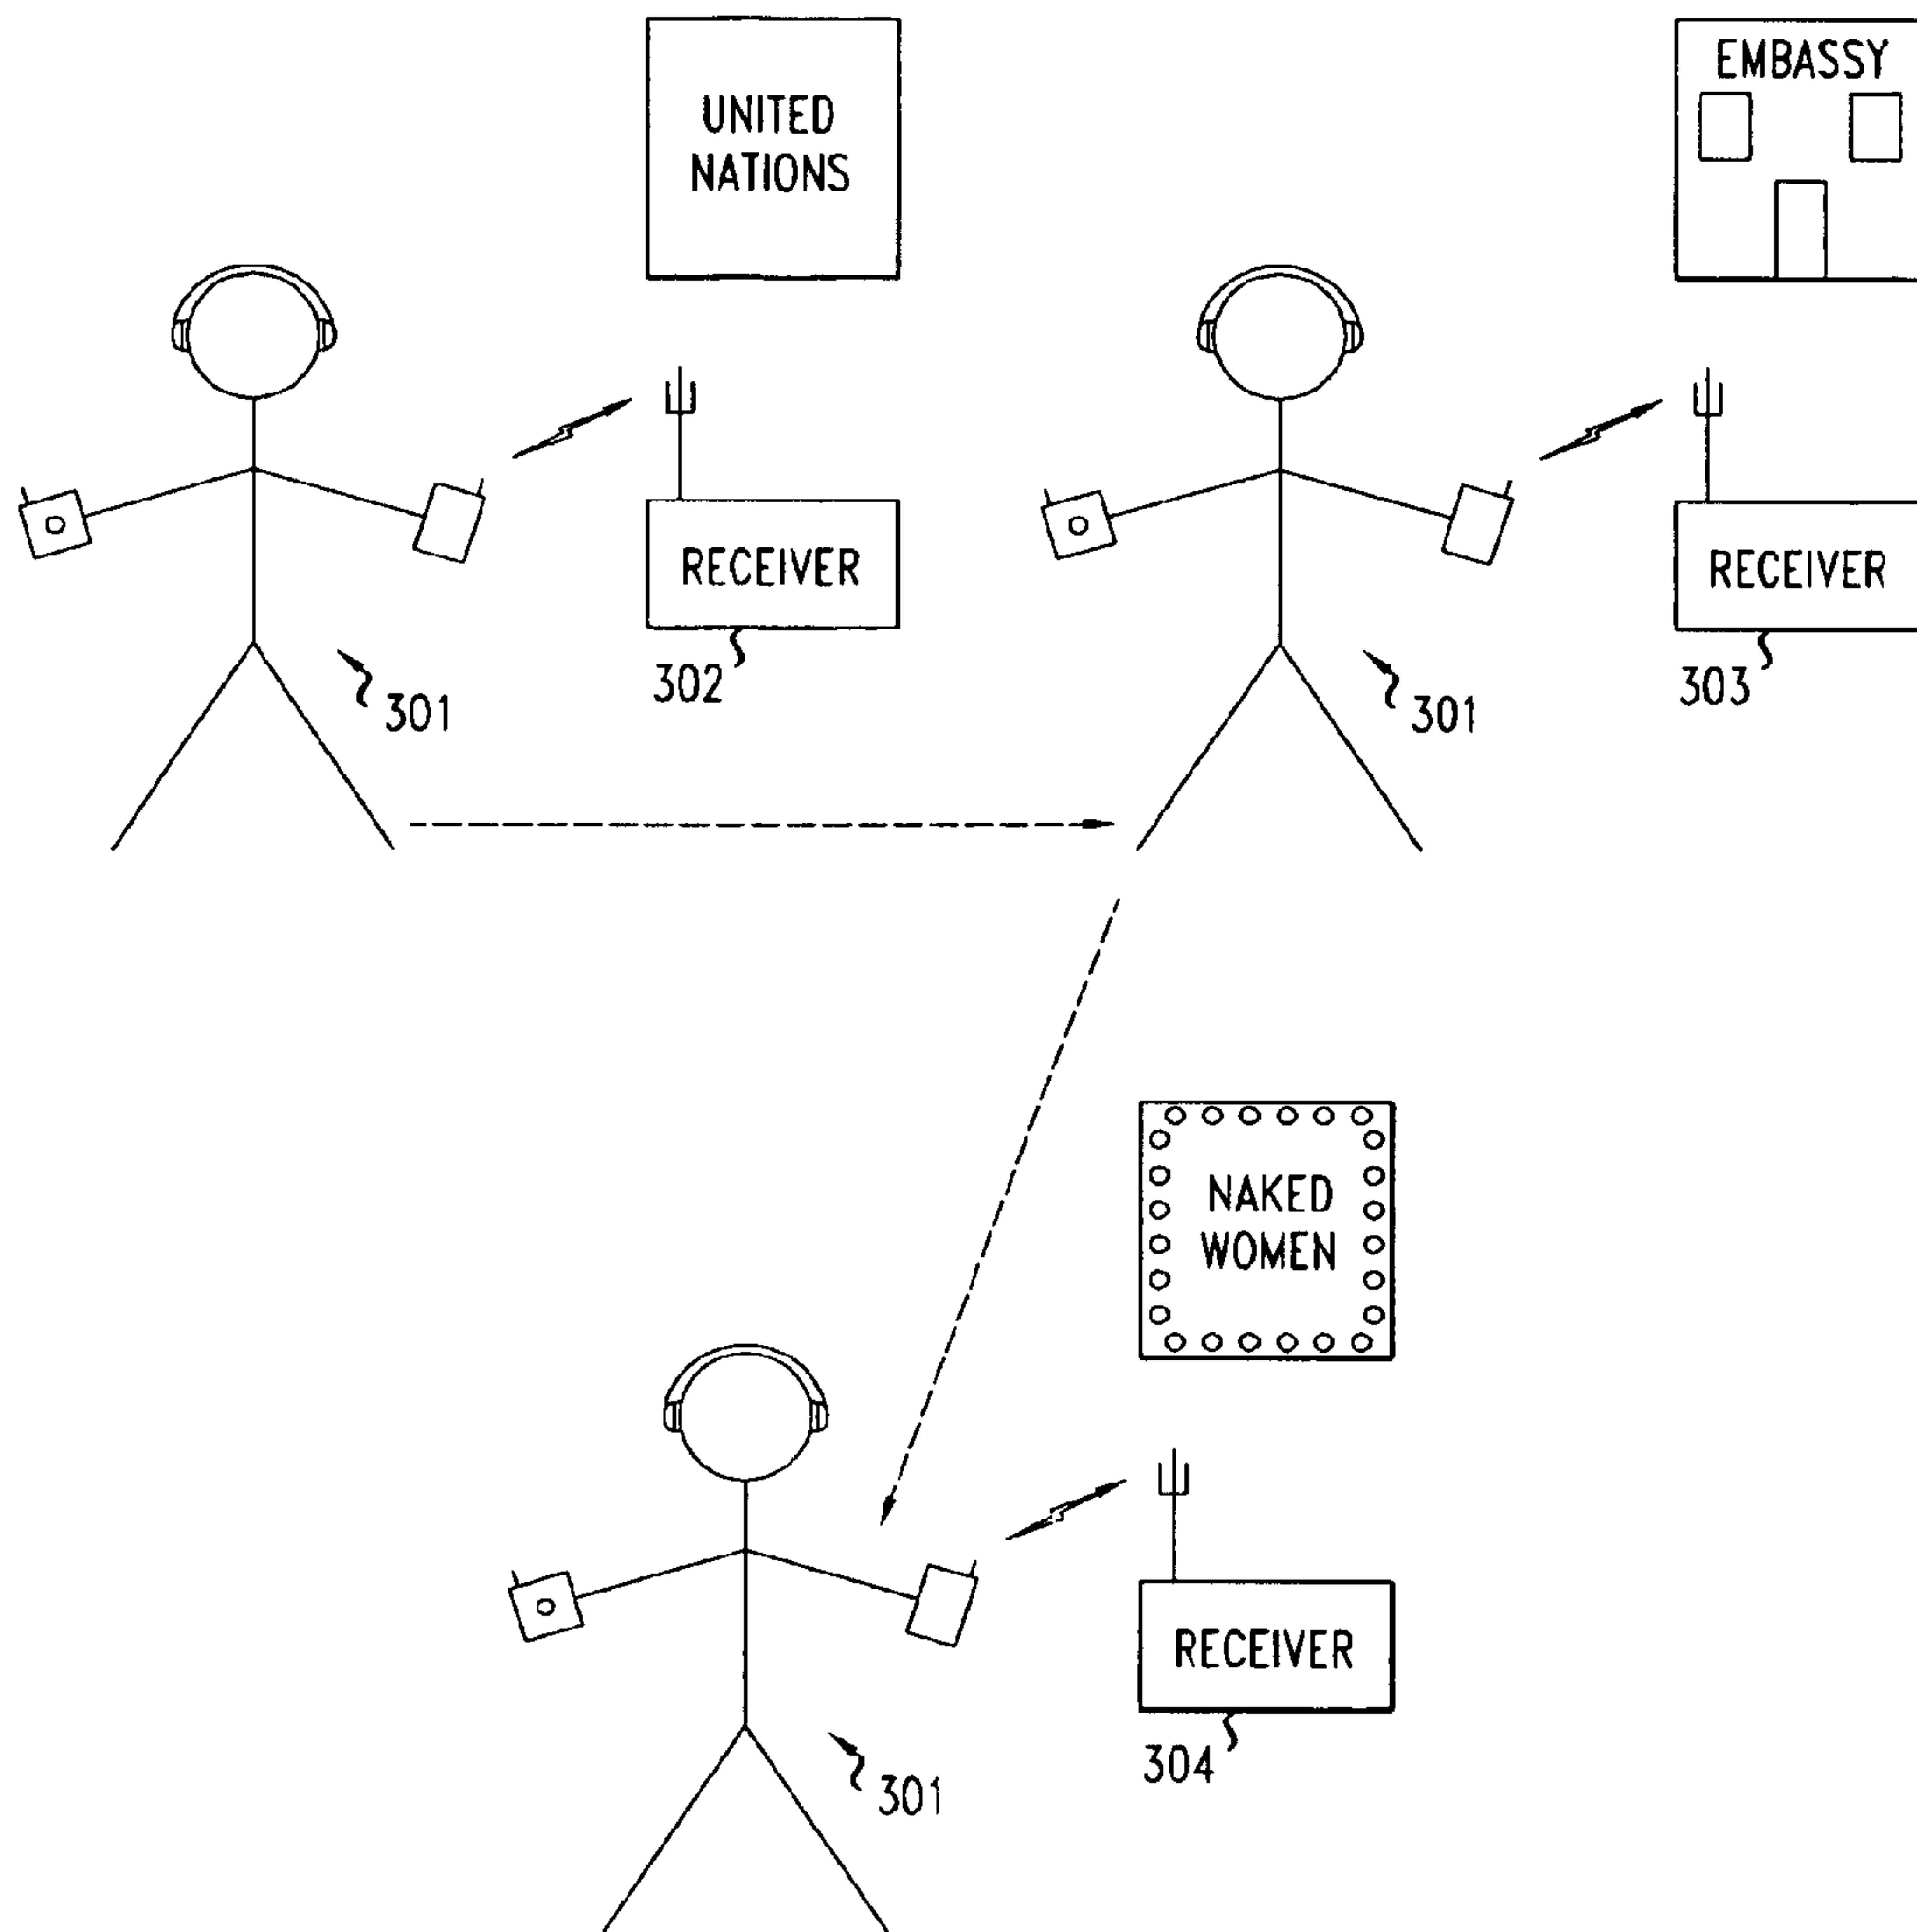 UNITED
NATIONS
EMBASSY
RECEIVER
302
301
RECEIVER
303
301
NAKED
WOMEN
RECEIVER
304
301